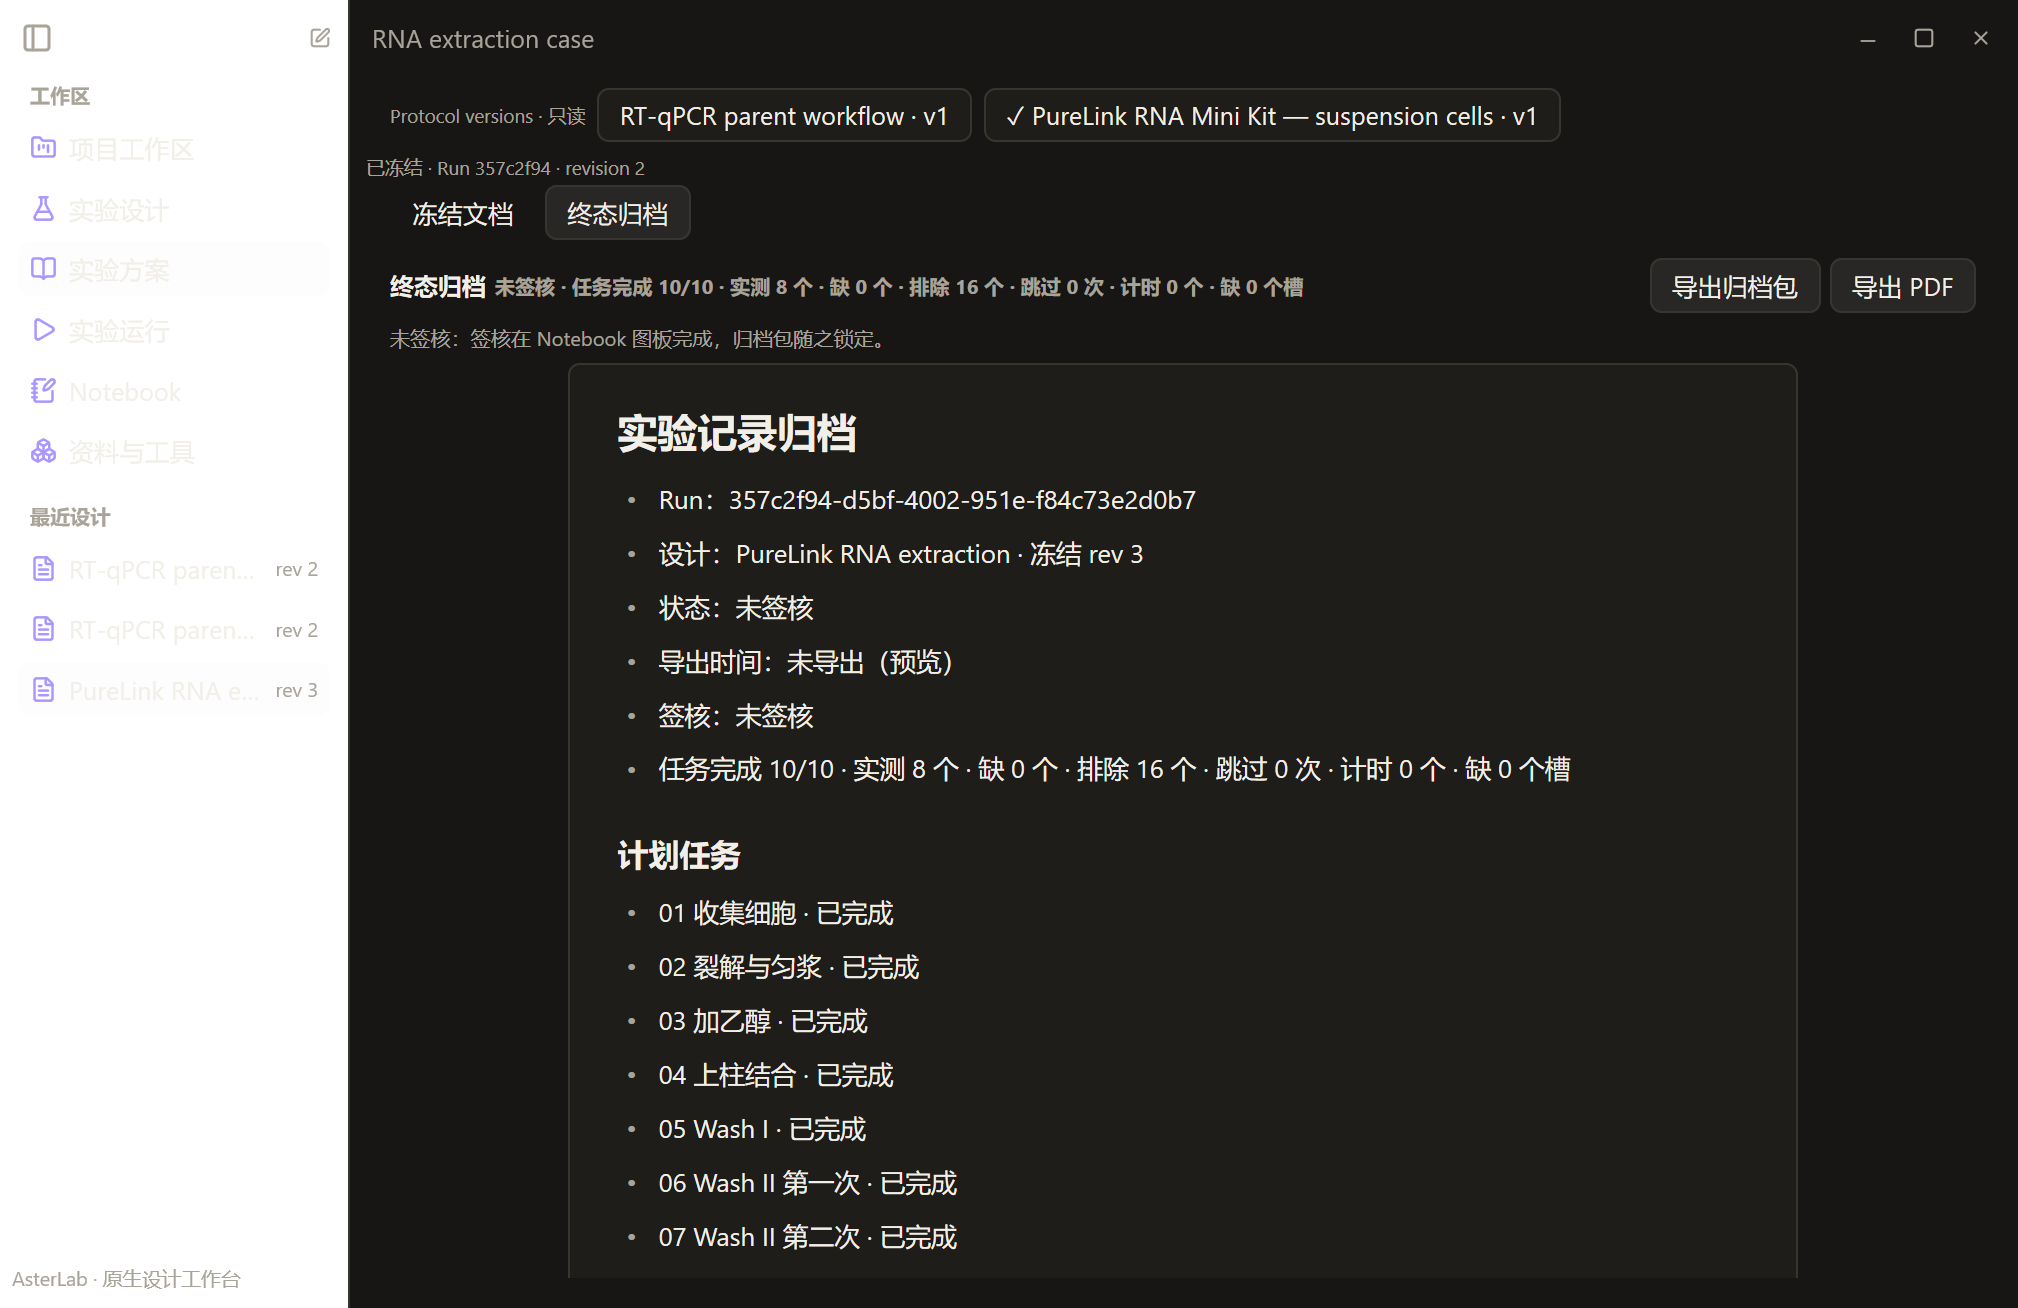 RNA extraction case
工作区
项目工作区
实验设计
实验方案
实验运行
Notebook
资料与工具
最近设计
RT-qPCR paren... rev 2
RT-qPCR paren... rev 2
PureLink RNA e... rev 3
AsterLab · 原生设计工作台
Protocol versions · 只读 RT-qPCR parent workflow · v1 ✓ PureLink RNA Mini Kit — suspension cells · v1
已冻结 · Run 357c2f94 · revision 2
冻结文档 终态归档
终态归档 未签核 · 任务完成 10/10 · 实测 8 个 · 缺 0 个 · 排除 16 个 · 跳过 0 次 · 计时 0 个 · 缺 0 个槽 导出归档包 导出 PDF
未签核：签核在 Notebook 图板完成，归档包随之锁定。
实验记录归档
• Run：357c2f94-d5bf-4002-951e-f84c73e2d0b7
• 设计：PureLink RNA extraction · 冻结 rev 3
• 状态：未签核
• 导出时间：未导出（预览）
• 签核：未签核
• 任务完成 10/10 · 实测 8 个 · 缺 0 个 · 排除 16 个 · 跳过 0 次 · 计时 0 个 · 缺 0 个槽
计划任务
• 01 收集细胞 · 已完成
• 02 裂解与匀浆 · 已完成
• 03 加乙醇 · 已完成
• 04 上柱结合 · 已完成
• 05 Wash I · 已完成
• 06 Wash II 第一次 · 已完成
• 07 Wash II 第二次 · 已完成